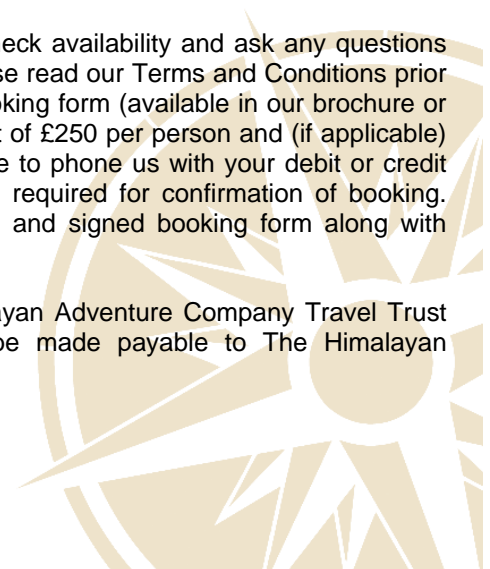 eck availability and ask any questions
se read our Terms and Conditions prior
oking form (available in our brochure or
t of £250 per person and (if applicable)
e to phone us with your debit or credit
required for confirmation of booking.
and signed booking form along with
ayan Adventure Company Travel Trust
be made payable to The Himalayan